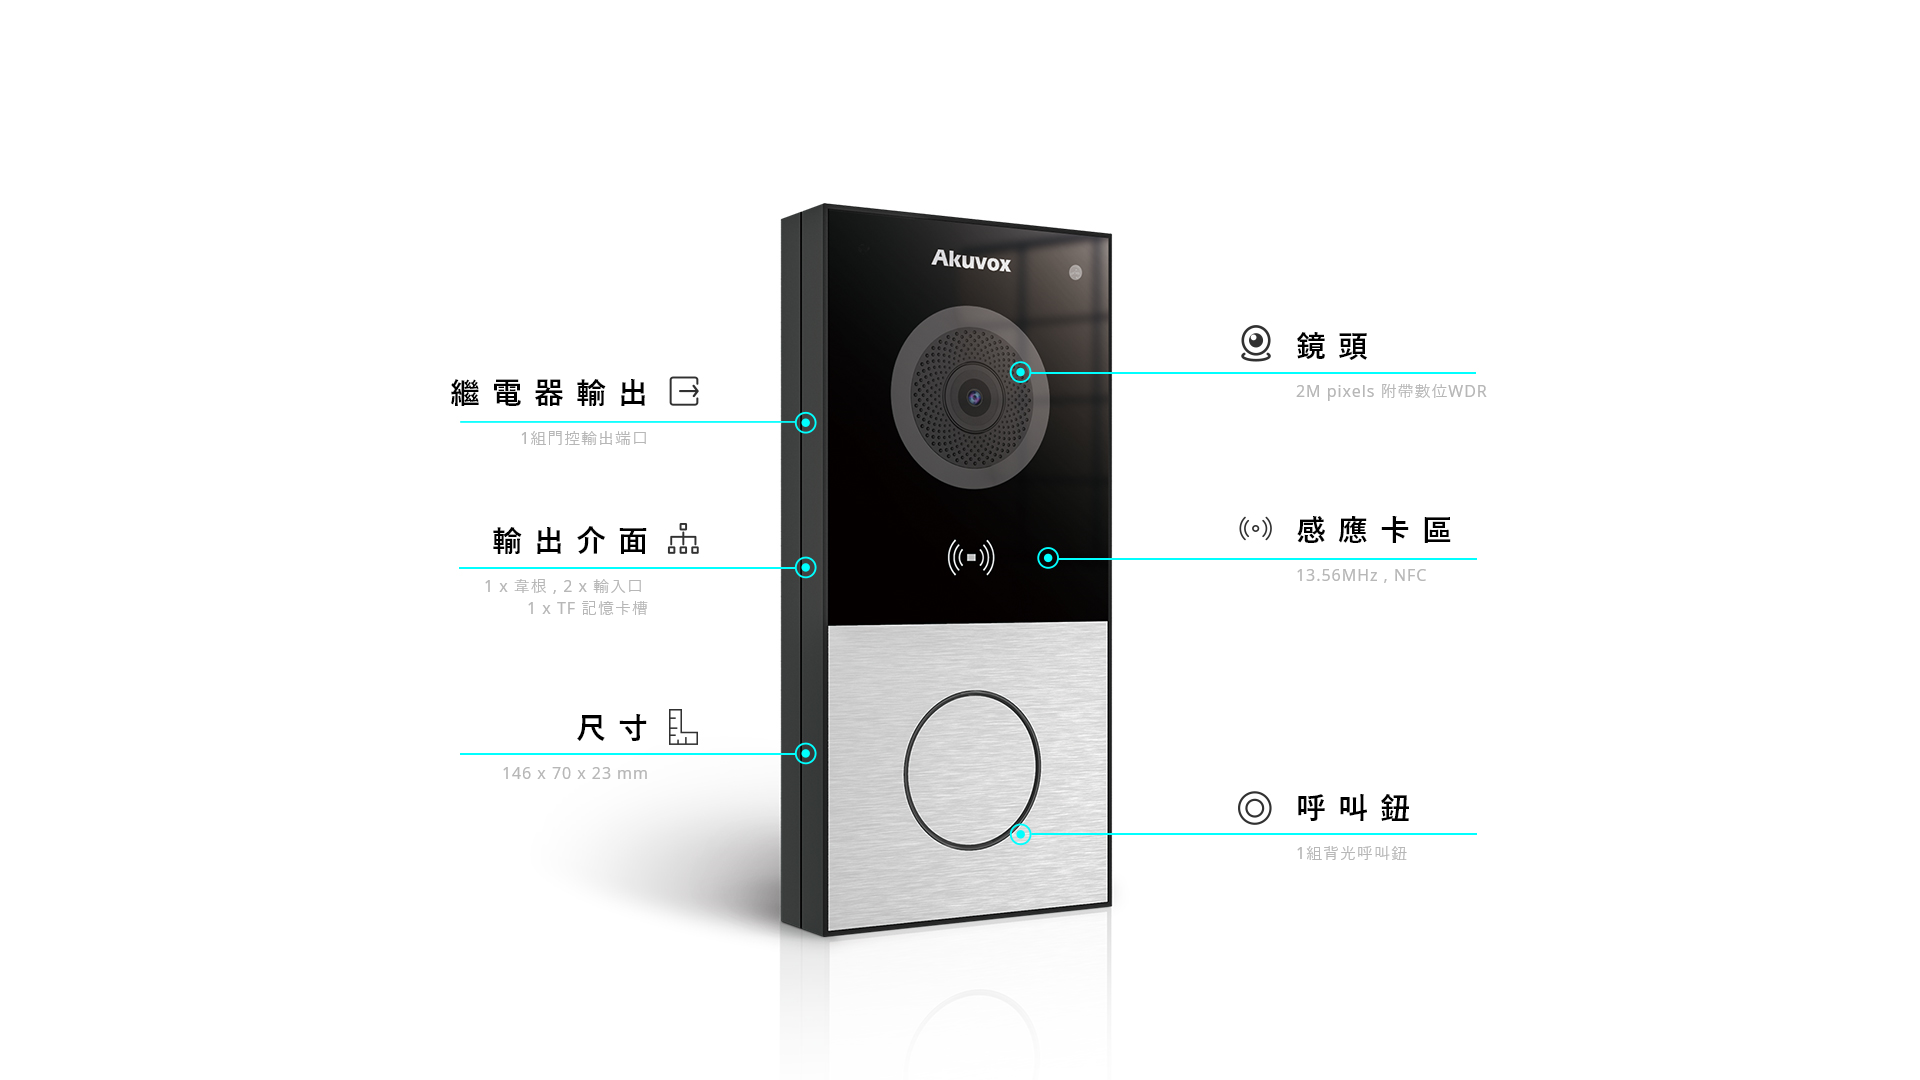 Akuvox
繼電器輸出
1組門控輸出端口
輸出介面
1 x 韋根 , 2 x 輸入口
1 x TF 記憶卡槽
尺寸
146 x 70 x 23 mm
鏡頭
2M pixels 附帶數位WDR
感應卡區
13.56MHz , NFC
呼叫鈕
1組背光呼叫鈕